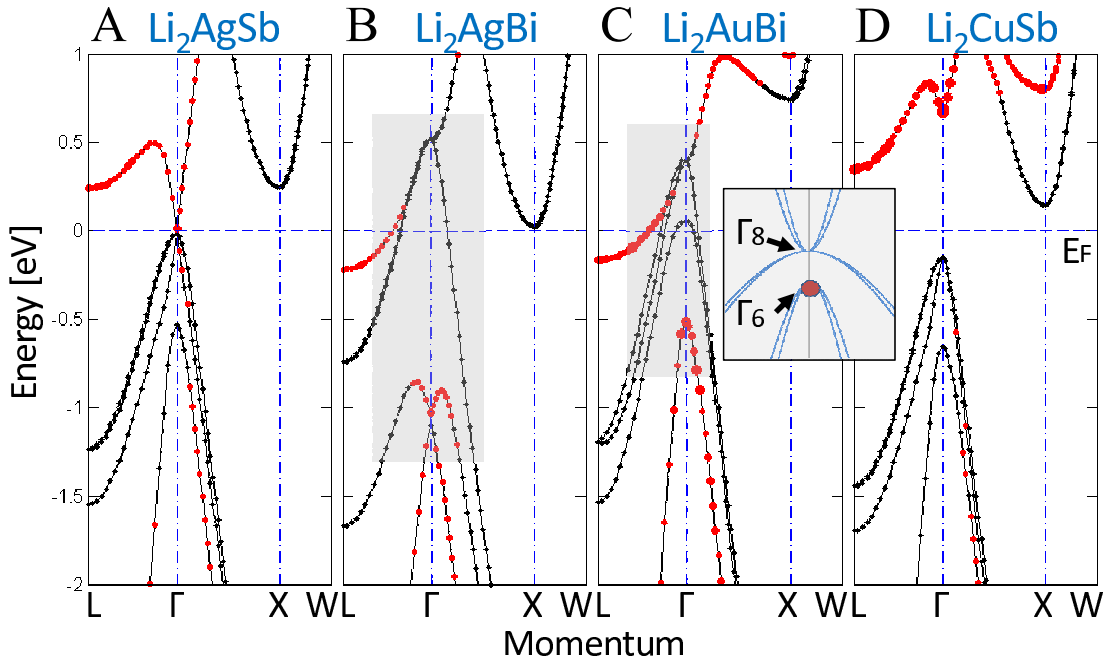 A Li₂AgSb B Li₂AgBi C Li₂AuBi D Li₂CuSb
1
0.5
0
-0.5
-1
-1.5
-2
Energy [eV]
Γ8
Γ6
EF
L Γ X W L Γ X W L Γ X W L Γ X W
Momentum